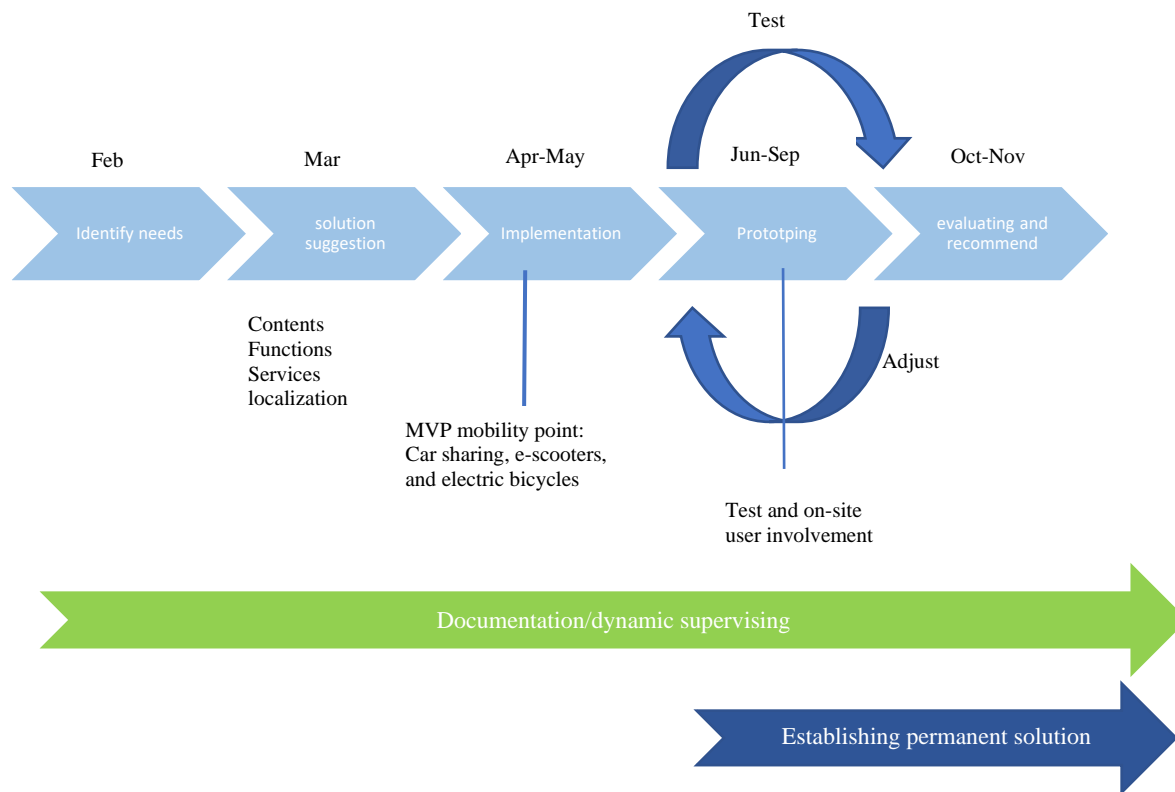 Test
Feb
Mar
Apr-May
Jun-Sep
Oct-Nov
Identify needs
solution
suggestion
Implementation
Prototping
evaluating and
recommend
Contents
Functions
Services
localization
Adjust
MVP mobility point:
Car sharing, e-scooters,
and electric bicycles
Test and on-site
user involvement
Documentation/dynamic supervising
Establishing permanent solution